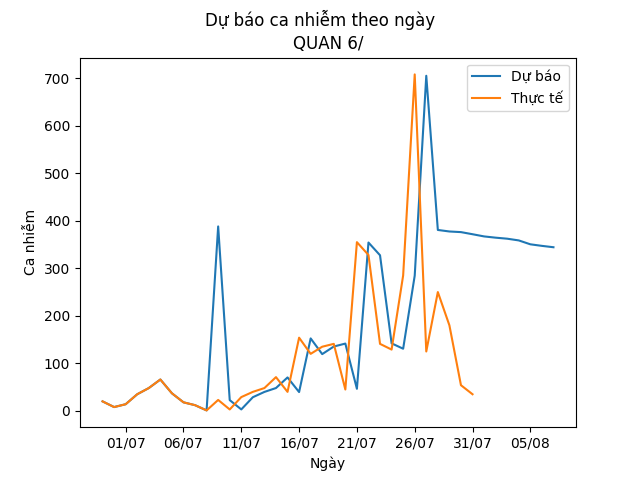 Dự báo ca nhiễm theo ngày
QUAN 6/
Dự báo
Thực tế
Ca nhiễm
700
600
500
400
300
200
100
0
01/07 06/07 11/07 16/07 21/07 26/07 31/07 05/08
Ngày